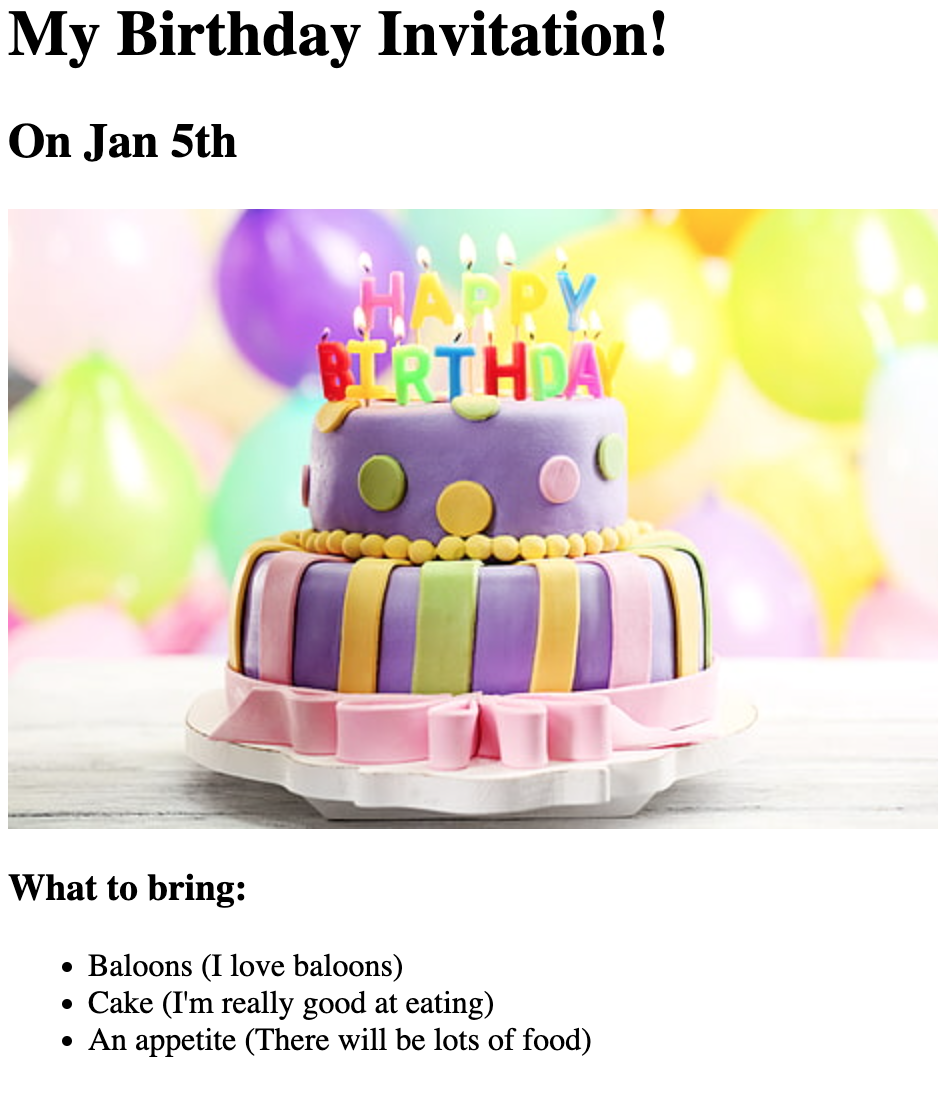 My Birthday Invitation!
On Jan 5th
HAPPY
BIRTHDAY
What to bring:
Baloons (I love baloons)
Cake (I'm really good at eating)
An appetite (There will be lots of food)